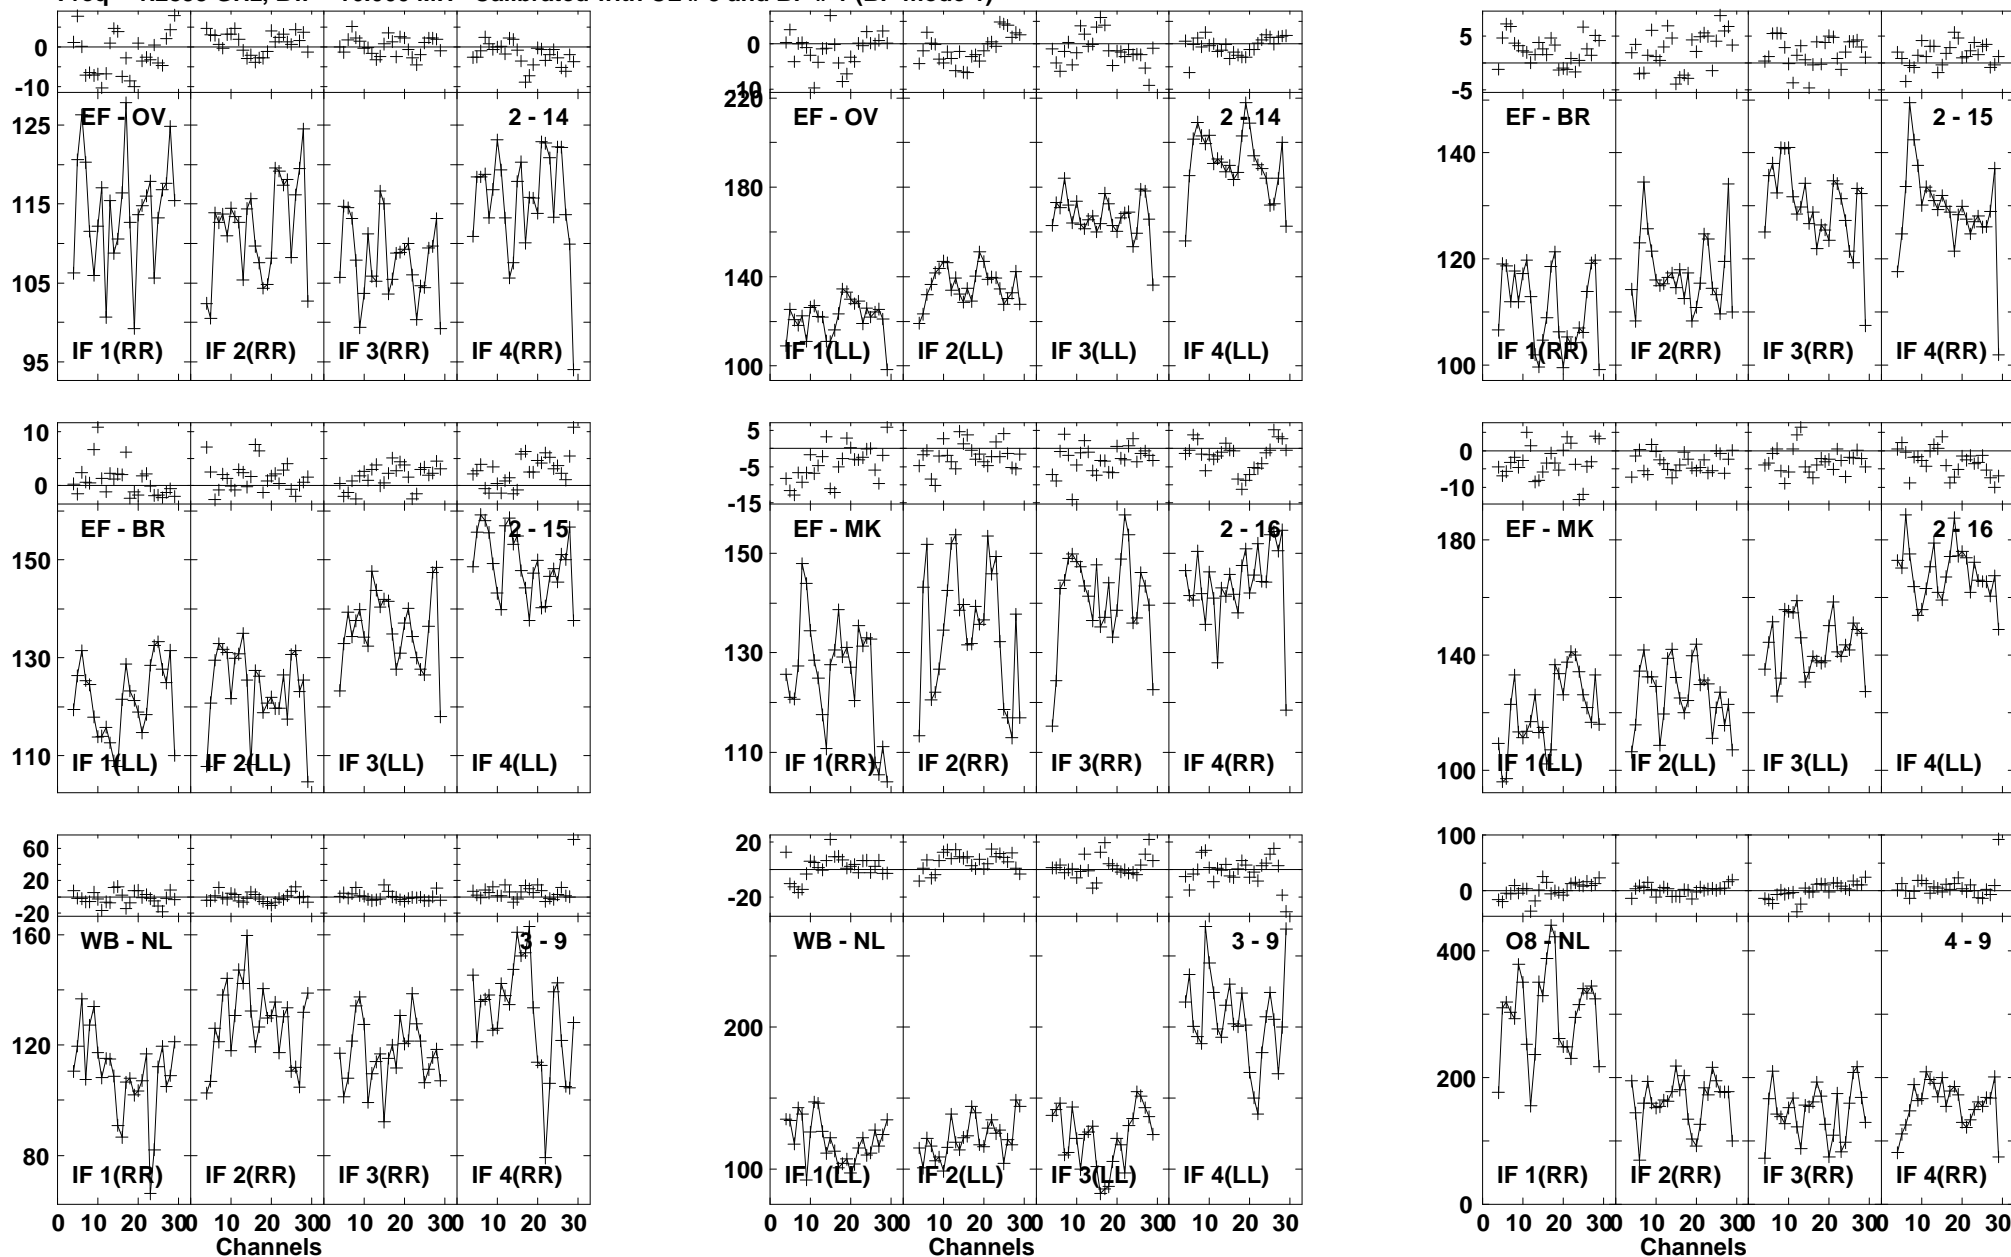 0
-10
125
115
105
95
EF - OV
2 - 14
IF 1(RR)
IF 2(RR)
IF 3(RR)
IF 4(RR)
0
-10
220
180
140
100
EF - OV
2 - 14
IF 1(LL)
IF 2(LL)
IF 3(LL)
IF 4(LL)
5
-5
140
120
100
EF - BR
2 - 15
IF 1(RR)
IF 2(RR)
IF 3(RR)
IF 4(RR)
10
0
150
130
110
EF - BR
2 - 15
IF 1(LL)
IF 2(LL)
IF 3(LL)
IF 4(LL)
5
-5
-15
150
130
110
EF - MK
2 - 16
IF 1(RR)
IF 2(RR)
IF 3(RR)
IF 4(RR)
0
-10
180
140
100
EF - MK
2 - 16
IF 1(LL)
IF 2(LL)
IF 3(LL)
IF 4(LL)
60
20
-20
160
120
80
WB - NL
3 - 9
IF 1(RR)
IF 2(RR)
IF 3(RR)
IF 4(RR)
0 10 20 30 0 10 20 30 0 10 20 30 0 10 20 30
Channels
20
-20
200
100
WB - NL
3 - 9
IF 1(LL)
IF 2(LL)
IF 3(LL)
IF 4(LL)
0 10 20 30 0 10 20 30 0 10 20 30 0 10 20 30
Channels
100
0
400
200
0
O8 - NL
4 - 9
IF 1(RR)
IF 2(RR)
IF 3(RR)
IF 4(RR)
0 10 20 30 0 10 20 30 0 10 20 30 0 10 20 30
Channels